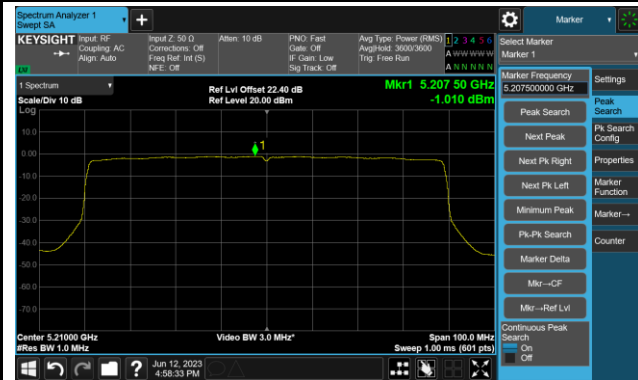 Spectrum Analyzer 1
Swept SA
Marker
KEYSIGHT
Input: RF
Coupling: AC
Align: Auto
Input Z: 50 Ω
Corrections: Off
Freq Ref: Int (S)
NFE: Off
Atten: 10 dB
PNO: Fast
Gate: Off
IF Gain: Low
Sig Track: Off
Avg Type: Power (RMS)
Avg|Hold: 3600/3600
Trig: Free Run
1 2 3 4 5 6
A W W W W W
A N N N N N
LW
Select Marker
Marker 1
1 Spectrum
Scale/Div 10 dB
Log
Ref Lvl Offset 22.40 dB
Ref Level 20.00 dBm
Mkr1 5.207 50 GHz
-1.010 dBm
10.0
0.00
-10.0
-20.0
-30.0
-40.0
-50.0
-60.0
-70.0
1
Center 5.21000 GHz
#Res BW 1.0 MHz
Video BW 3.0 MHz*
Span 100.0 MHz
Sweep 1.00 ms (601 pts)
Marker Frequency
5.207500000 GHz
Peak Search
Next Peak
Next Pk Right
Next Pk Left
Minimum Peak
Pk-Pk Search
Marker Delta
Mkr→CF
Mkr→Ref Lvl
Continuous Peak
Search
On
Off
Settings
Peak
Search
Pk Search
Config
Properties
Marker
Function
Marker→
Counter
?
Jun 12, 2023
4:58:33 PM